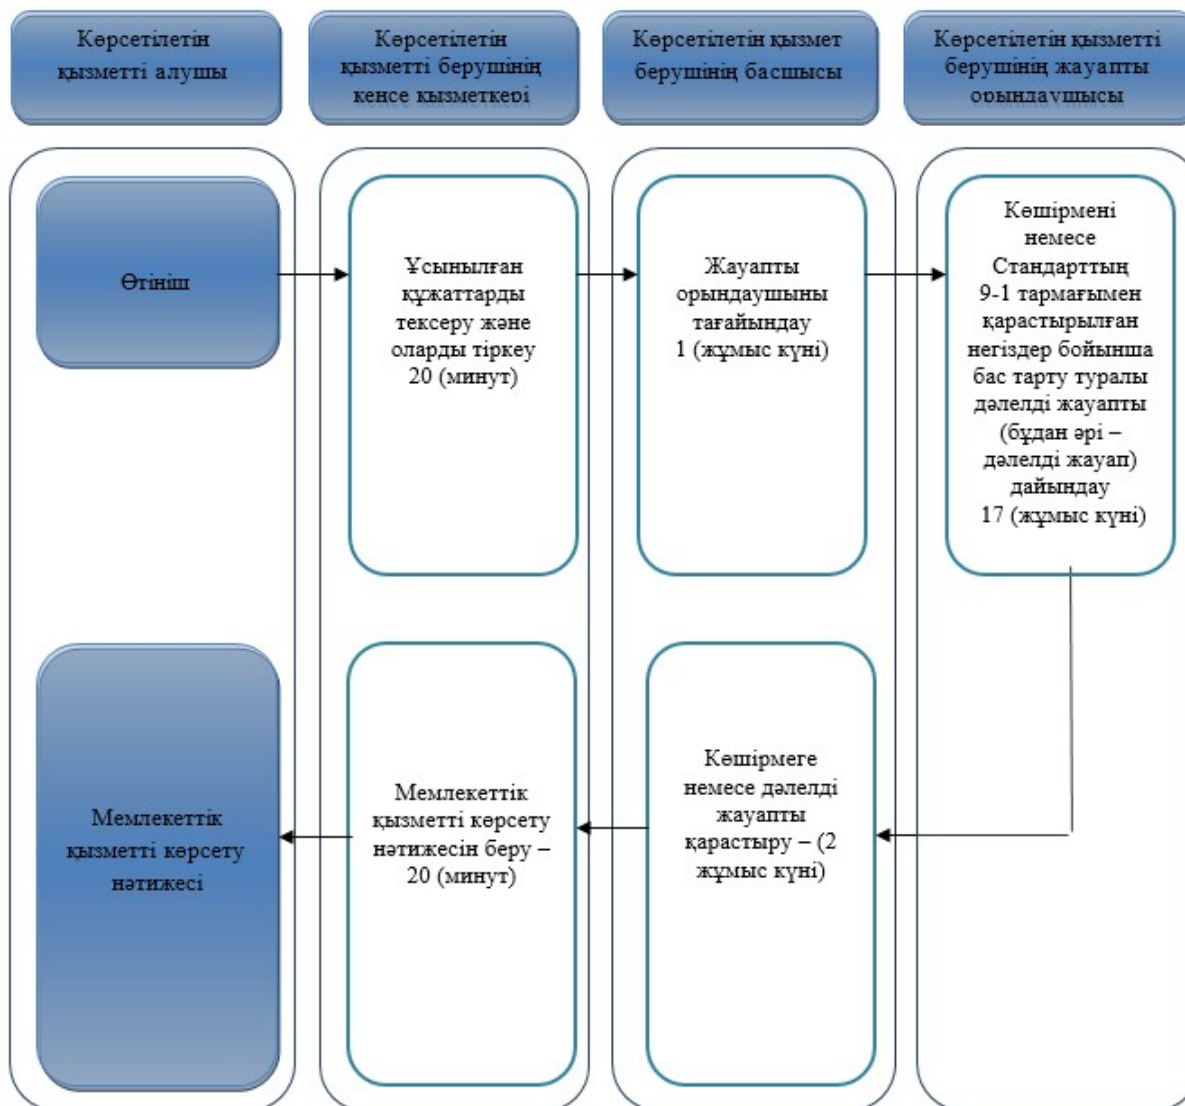 Көрсетілетін
қызметті алушы
Көрсетілетін
қызметті берушінің
кеңсе қызметкері
Көрсетілетін қызмет
берушінің басшысы
Көрсетілетін қызметті
берушінің жауапты
орындаушысы
Өтініш
Ұсынылған
құжаттарды
тексеру және
оларды тіркеу
20 (минут)
Жауапты
орындаушыны
тағайындау
1 (жұмыс күні)
Көшірмені
немесе
Стандарттың
9-1 тармағымен
қарастырылған
негіздер бойынша
бас тарту туралы
дәлелді жауапты
(бұдан әрі –
дәлелді жауап)
дайындау
17 (жұмыс күні)
Мемлекеттік
қызметті көрсету
нәтижесі
Мемлекеттік
қызметті көрсету
нәтижесін беру –
20 (минут)
Көшірмеге
немесе дәлелді
жауапты
қарастыру – (2
жұмыс күні)